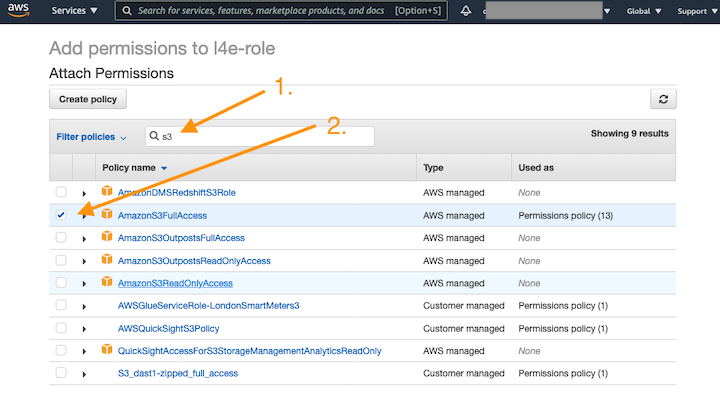 aws Services Search for services, features, marketplace products, and docs [Option+S] Global Support
Add permissions to l4e-role
Attach Permissions
1.
Create policy
2.
Filter policies s3 Showing 9 results
Policy name Type Used as
AmazonDMSRedshiftS3Role AWS managed None
AmazonS3FullAccess AWS managed Permissions policy (13)
AmazonS3OutpostsFullAccess AWS managed None
AmazonS3OutpostsReadOnlyAccess AWS managed None
AmazonS3ReadOnlyAccess AWS managed None
AWSGlueServiceRole-LondonSmartMeters3 Customer managed Permissions policy (1)
AWSQuickSightS3Policy Customer managed Permissions policy (1)
QuickSightAccessForS3StorageManagementAnalyticsReadOnly AWS managed None
S3_dast1-zipped_full_access Customer managed Permissions policy (1)